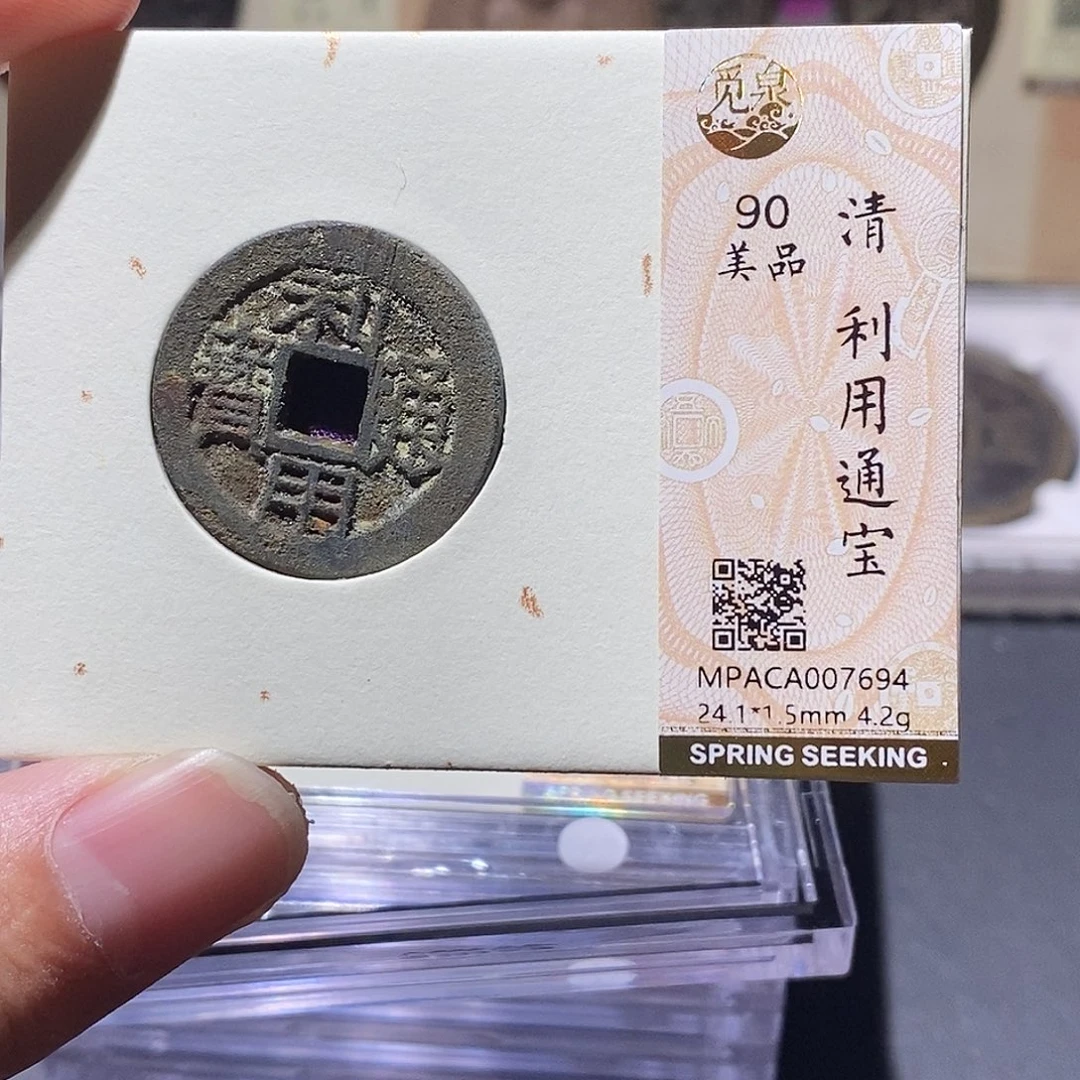 觅泉
90
美品
清 利用通宝
MPACA007694
24.1*1.5mm 4.2g
SPRING SEEKING
利用通寶
SEEKING